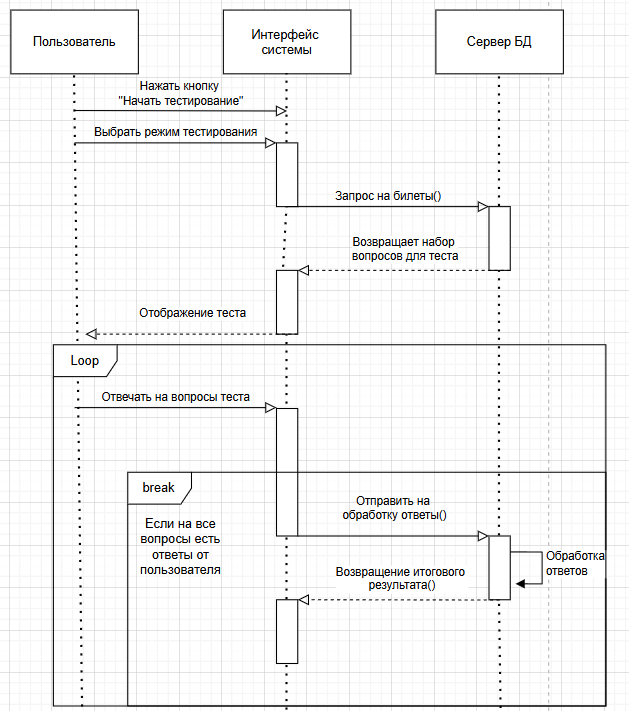 Пользователь
Интерфейс
системы
Сервер БД
Нажать кнопку
"Начать тестирование"
Выбрать режим тестирования
Запрос на билеты()
Возвращает набор
вопросов для теста
Отображение теста
Loop
Отвечать на вопросы теста
break
Если на все
вопросы есть
ответы от
пользователя
Отправить на
обработку ответы()
Обработка
ответов
Возвращение итогового
результата()